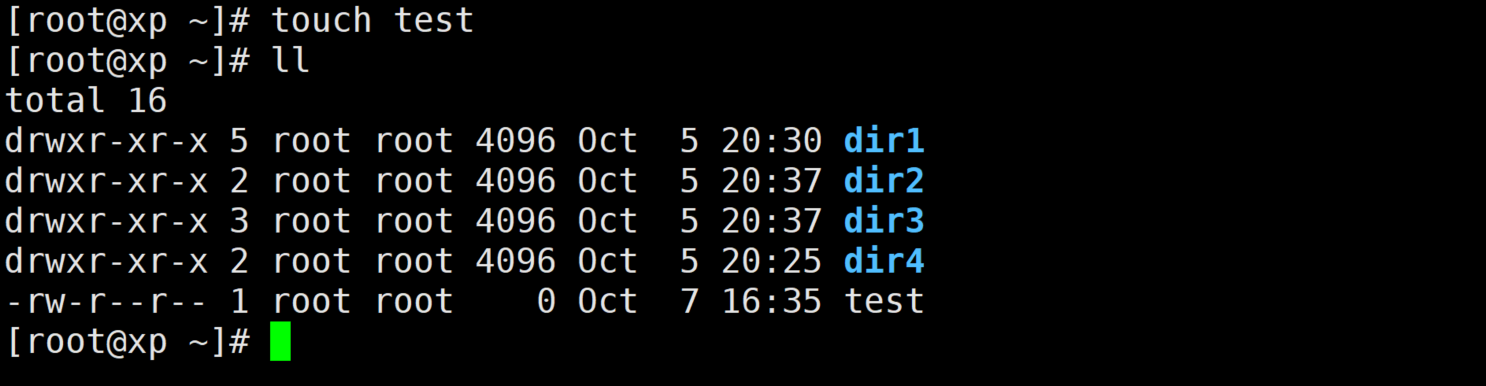 [root@xp ~]# touch test
[root@xp ~]# ll
total 16
drwxr-xr-x 5 root root 4096 Oct  5 20:30 dir1
drwxr-xr-x 2 root root 4096 Oct  5 20:37 dir2
drwxr-xr-x 3 root root 4096 Oct  5 20:37 dir3
drwxr-xr-x 2 root root 4096 Oct  5 20:25 dir4
-rw-r--r-- 1 root root    0 Oct  7 16:35 test
[root@xp ~]#